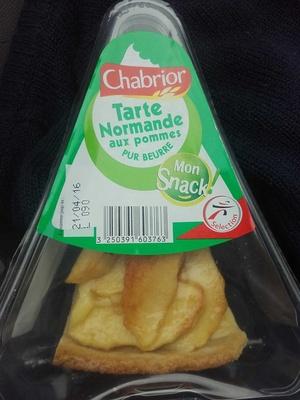 Chabrior
Tarte
Normande
aux pommes
PUR BEURRE
Mon
Snack!
Sélection
21/04/16
L 090
3 250391 603763